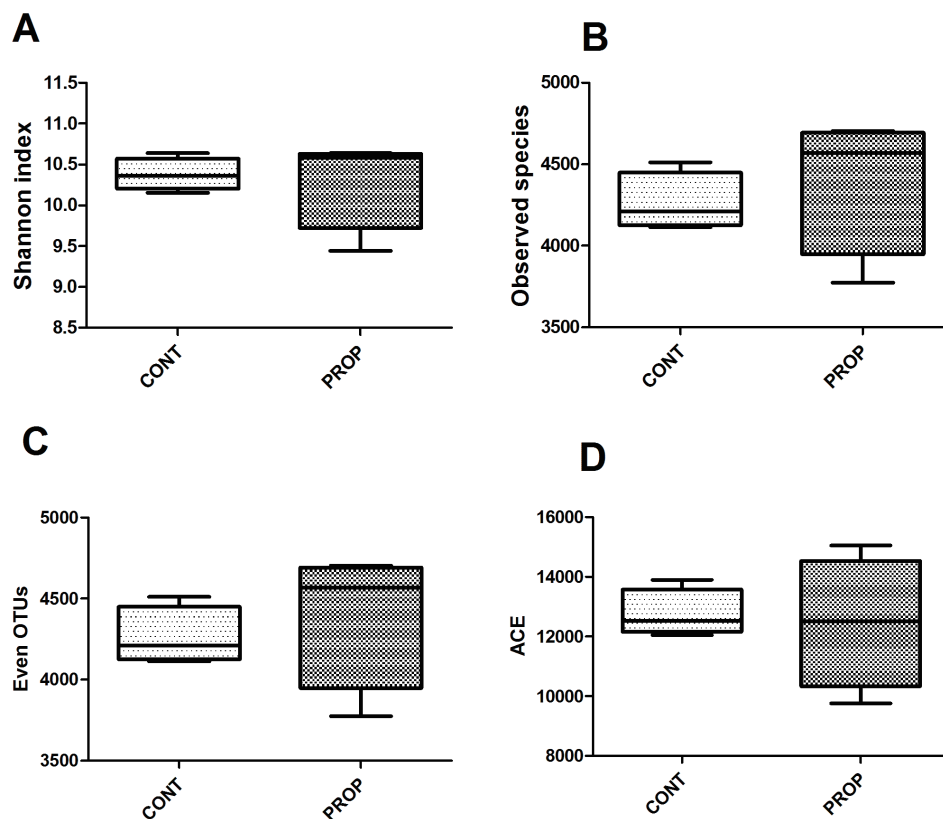 A
Shannon index
11.5
11.0
10.5
10.0
9.5
9.0
8.5
CONT
PROP
B
Observed species
5000
4500
4000
3500
CONT
PROP
C
Even OTUs
5000
4500
4000
3500
CONT
PROP
D
ACE
16000
14000
12000
10000
8000
CONT
PROP